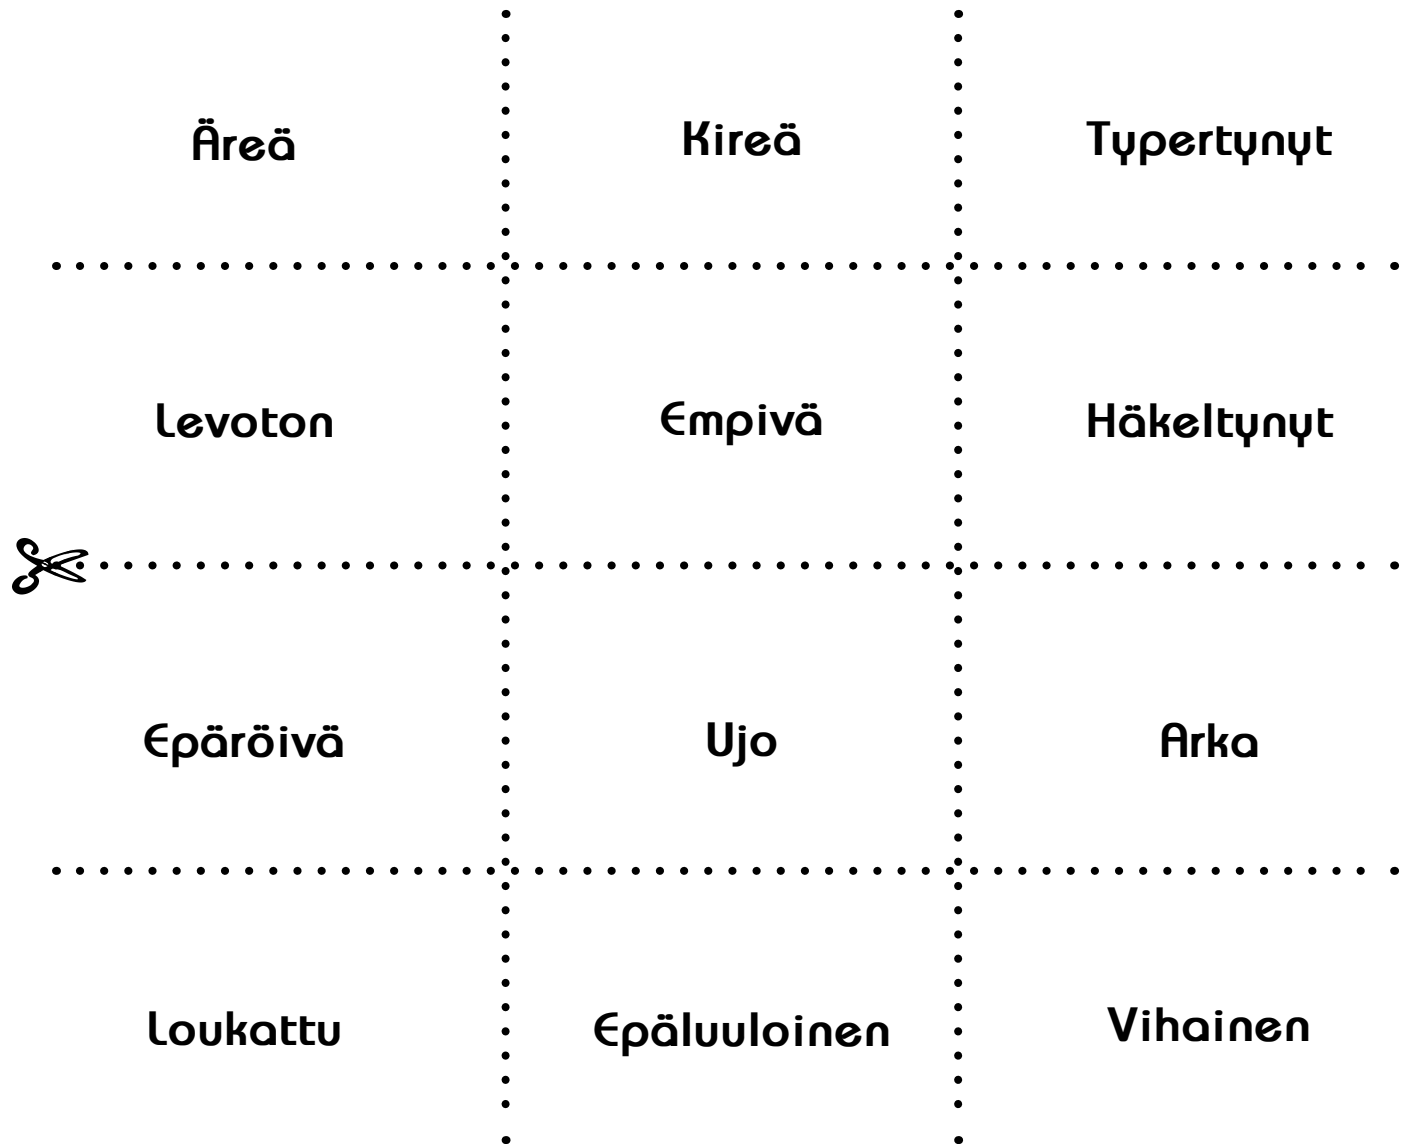 Äreä
Kireä
Typertynyt
Levoton
Empivä
Häkeltynyt
Epäröivä
Ujo
Arka
Loukattu
Epäluuloinen
Vihainen